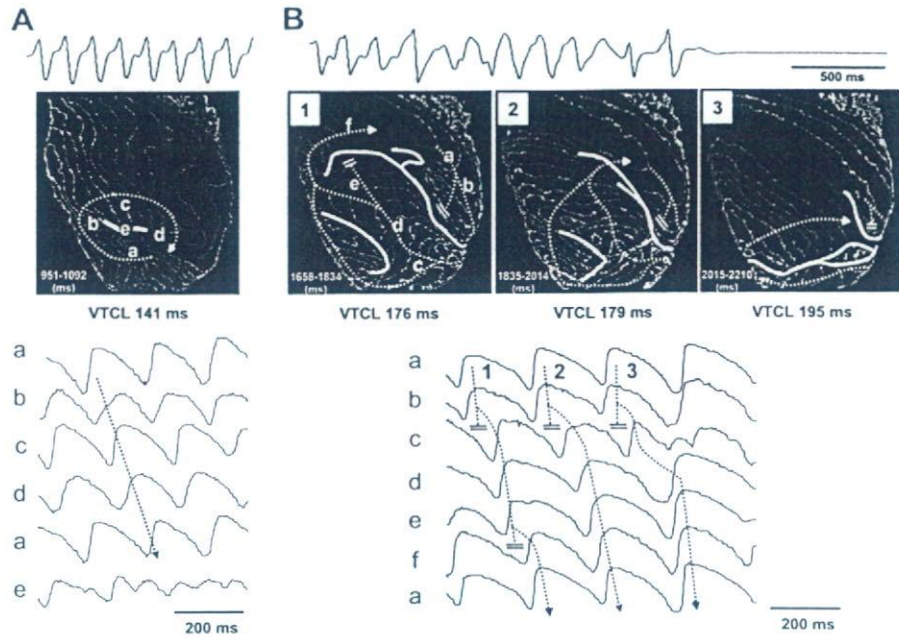 A
B
500 ms
1
f
a
b
e
d
c
1658-1834
(ms)
2
1835-2014
(ms)
3
2015-2210
(ms)
c
b
e
d
a
951-1092
(ms)
VTCL 141 ms
VTCL 176 ms
VTCL 179 ms
VTCL 195 ms
a
b
c
d
a
e
200 ms
a
1
2
3
b
c
d
e
f
a
200 ms